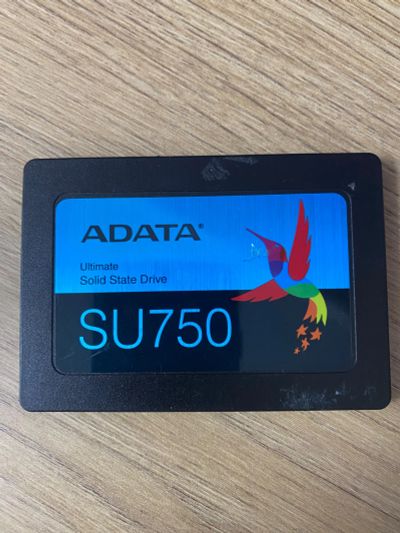 ADATA®
Ultimate
Solid State Drive
SU750